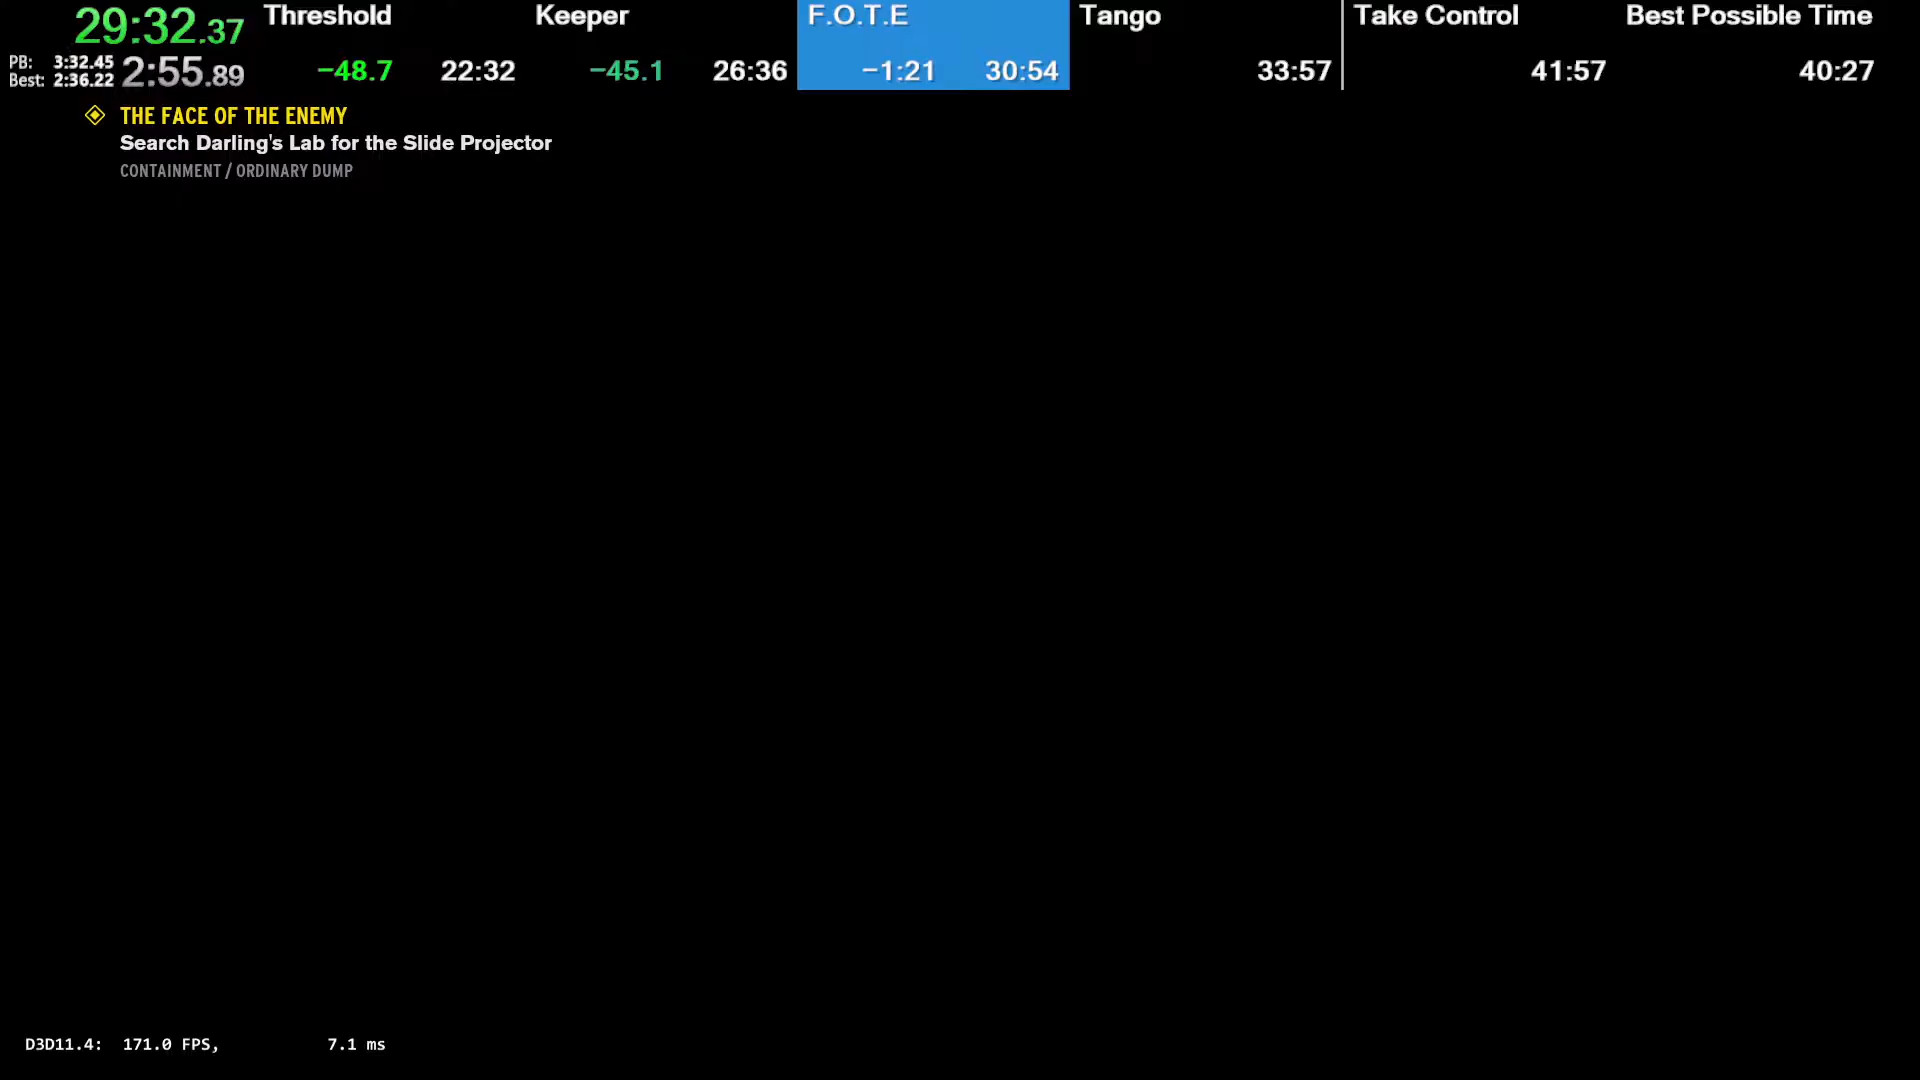 29:32.37
PB: 3:32.45
Best: 2:36.22
2:55.89
Threshold
−48.7 22:32
Keeper
−45.1 26:36
F.O.T.E
−1:21 30:54
Tango
33:57
Take Control
41:57
Best Possible Time
40:27
THE FACE OF THE ENEMY
Search Darling's Lab for the Slide Projector
CONTAINMENT / ORDINARY DUMP
D3D11.4: 171.0 FPS, 7.1 ms